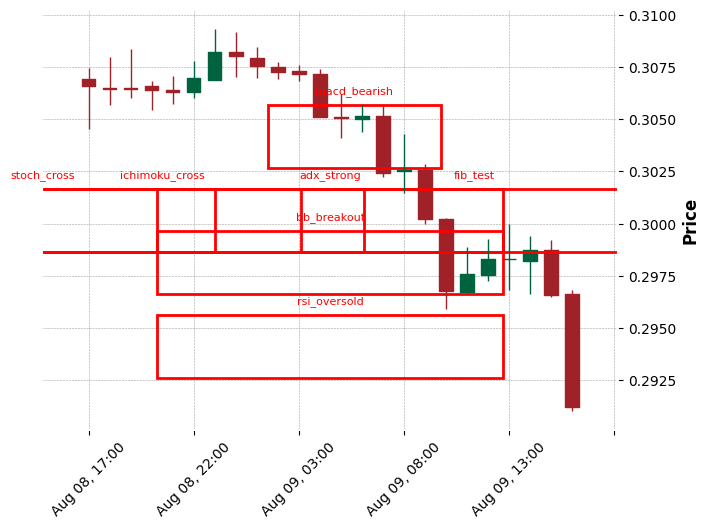 0.3100
0.3075
macd_bearish
0.3050
0.3025
stoch_cross
ichimoku_cross
adx_strong
fib_test
bb_breakout
0.3000
Price
0.2975
rsi_oversold
0.2950
0.2925
Aug 08, 17:00
Aug 08, 22:00
Aug 09, 03:00
Aug 09, 08:00
Aug 09, 13:00